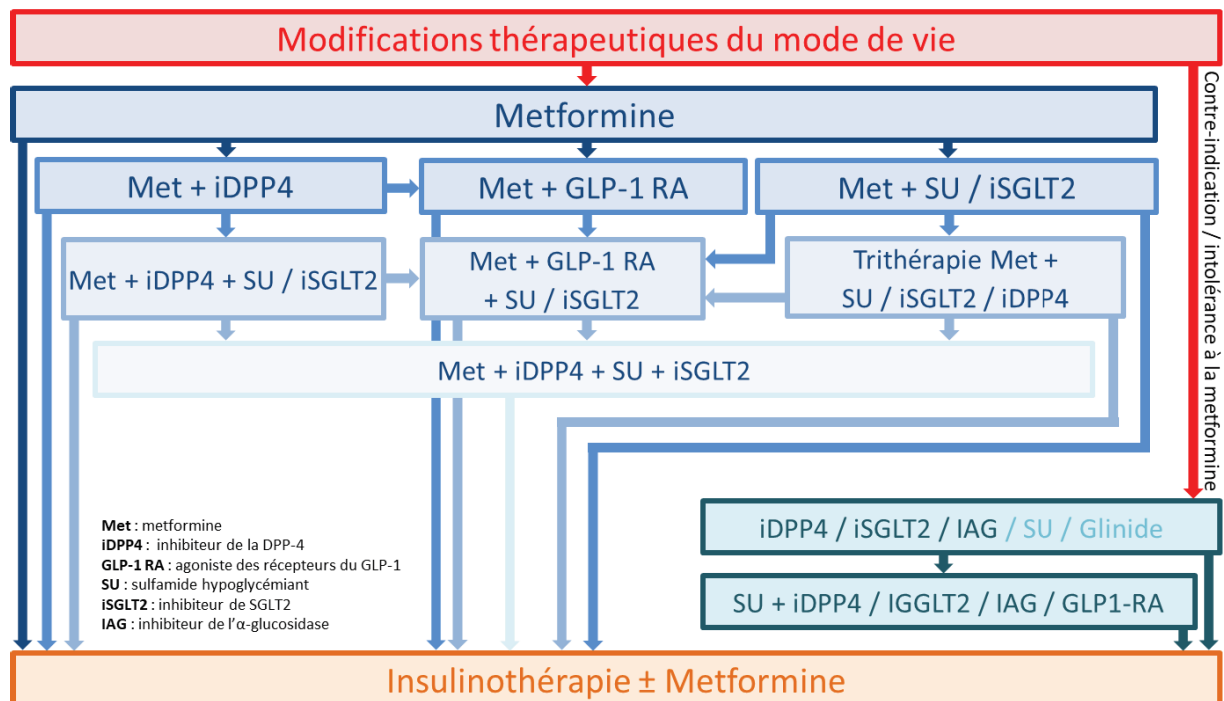 Modifications thérapeutiques du mode de vie
Contre-indication / intolérance à la metformine
Metformine
Met + iDPP4
Met + GLP-1 RA
Met + SU / iSGLT2
Met + iDPP4 + SU / iSGLT2
Met + GLP-1 RA
+ SU / iSGLT2
Trithérapie Met +
SU / iSGLT2 / iDPP4
Met + iDPP4 + SU + iSGLT2
iDPP4 / iSGLT2 / IAG / SU / Glinide
SU + iDPP4 / IGGLT2 / IAG / GLP1-RA
Met : metformine
iDPP4 : inhibiteur de la DPP-4
GLP-1 RA : agoniste des récepteurs du GLP-1
SU : sulfamide hypoglycémiant
iSGLT2 : inhibiteur de SGLT2
IAG : inhibiteur de l'α-glucosidase
Insulinothérapie ± Metformine